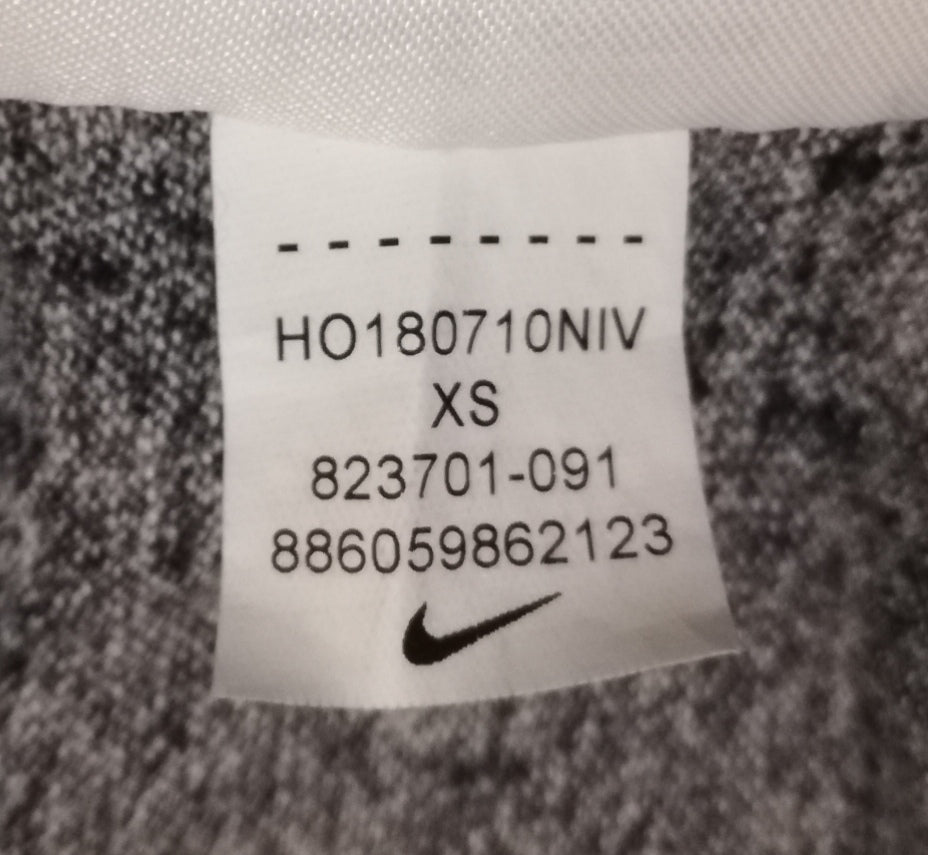 - - - - - - - -
HO180710NIV
XS
823701-091
886059862123